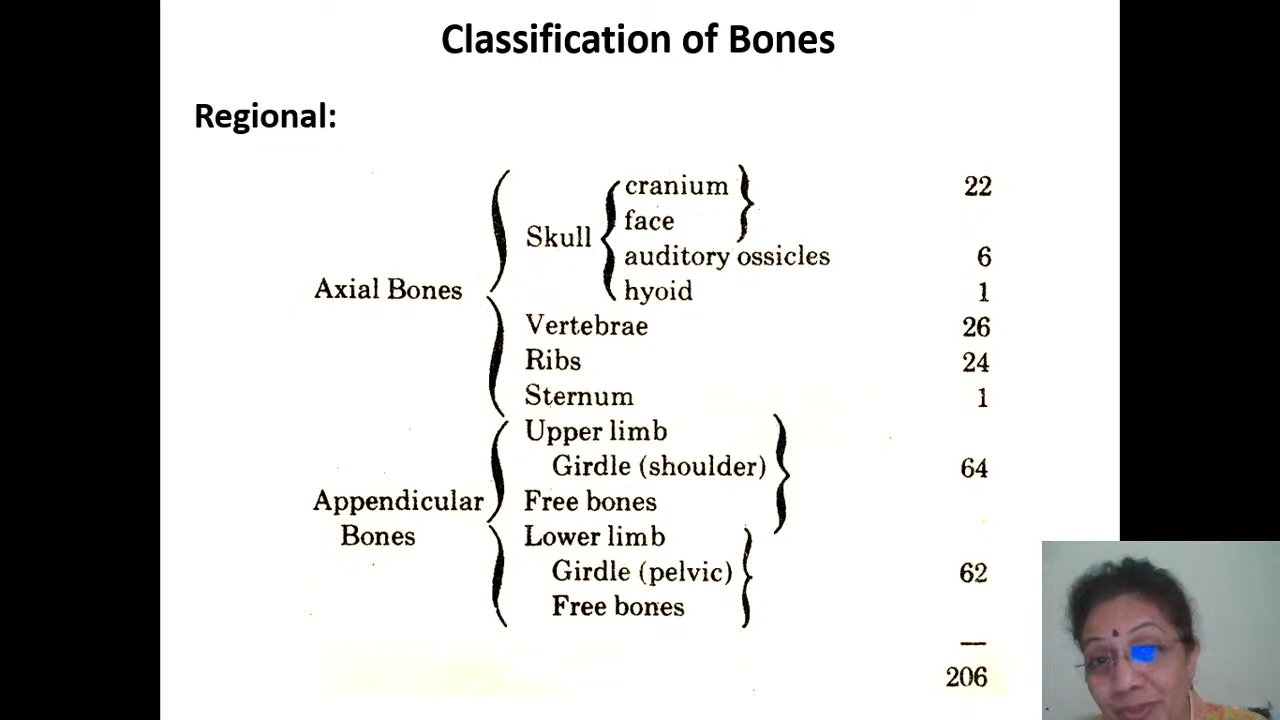 Classification of Bones
Regional:
cranium 22
face
Skull
auditory ossicles 6
Axial Bones hyoid 1
Vertebrae 26
Ribs 24
Sternum 1
Upper limb
Girdle (shoulder) 64
Appendicular Free bones
Bones Lower limb
Girdle (pelvic) 62
Free bones
206